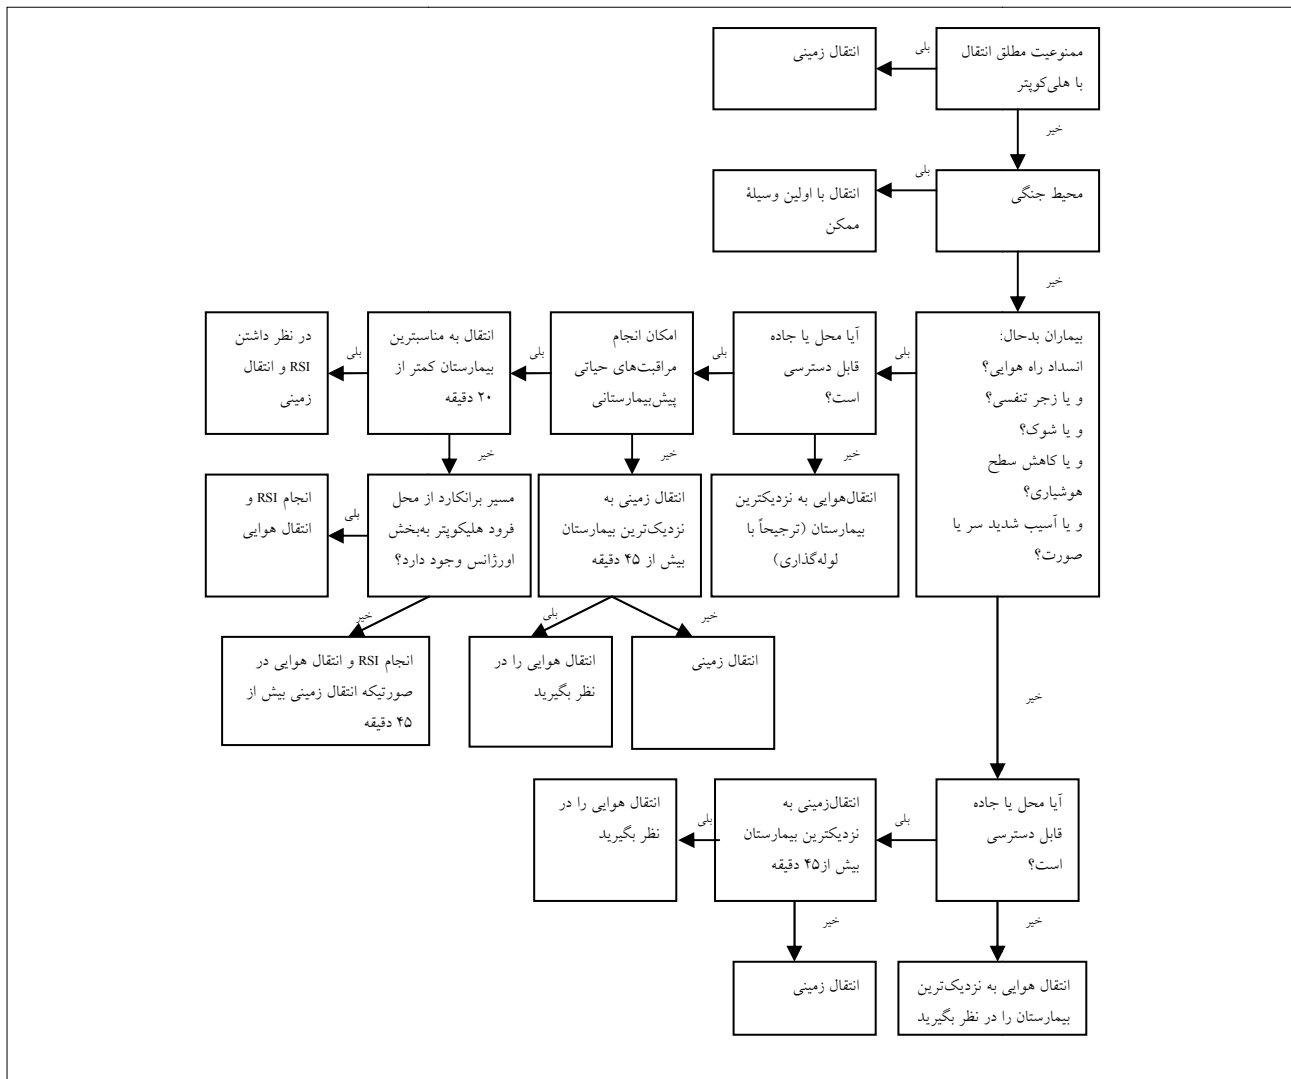 ممنوعیت مطلق انتقال
با هلی‌کوپتر
بلی
انتقال زمینی
خیر
محیط جنگی
بلی
انتقال با اولین وسیلهٔ
ممکن
خیر
بیماران بدحال:
انسداد راه هوایی؟
و یا زجر تنفسی؟
و یا شوک؟
و یا کاهش سطح
هوشیاری؟
و یا آسیب شدید سر یا
صورت؟
بلی
آیا محل یا جاده
قابل دسترسی
است؟
بلی
امکان انجام
مراقبت‌های حیاتی
پیش‌بیمارستانی
بلی
انتقال به مناسبترین
بیمارستان کمتر از
۲۰ دقیقه
بلی
در نظر داشتن
RSI و انتقال
زمینی
خیر
خیر
خیر
انتقال‌هوایی به نزدیکترین
بیمارستان (ترجیحاً با
لوله‌گذاری)
انتقال زمینی به
نزدیک‌ترین بیمارستان
بیش از ۴۵ دقیقه
مسیر برانکارد از محل
فرود هلیکوپتر به‌بخش
اورژانس وجود دارد؟
بلی
انجام RSI و
انتقال هوایی
خیر
بلی
خیر
انتقال زمینی
انتقال هوایی را در
نظر بگیرید
انجام RSI و انتقال هوایی در
صورتیکه انتقال زمینی بیش از
۴۵ دقیقه
خیر
آیا محل یا جاده
قابل دسترسی
است؟
بلی
انتقال‌زمینی به
نزدیکترین بیمارستان
بیش از۴۵ دقیقه
بلی
انتقال هوایی را در
نظر بگیرید
خیر
خیر
انتقال هوایی به نزدیک‌ترین
بیمارستان را در نظر بگیرید
انتقال زمینی